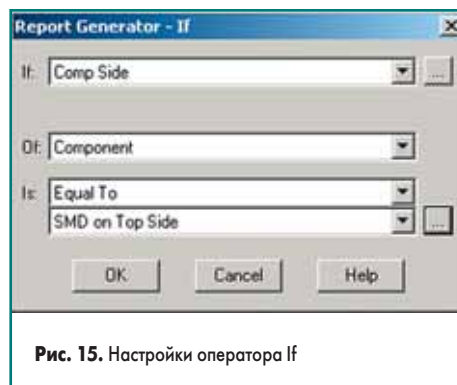 Report Generator - If
If: Comp Side ...
Of: Component
Is: Equal To
SMD on Top Side ...
OK Cancel Help
Рис. 15. Настройки оператора If